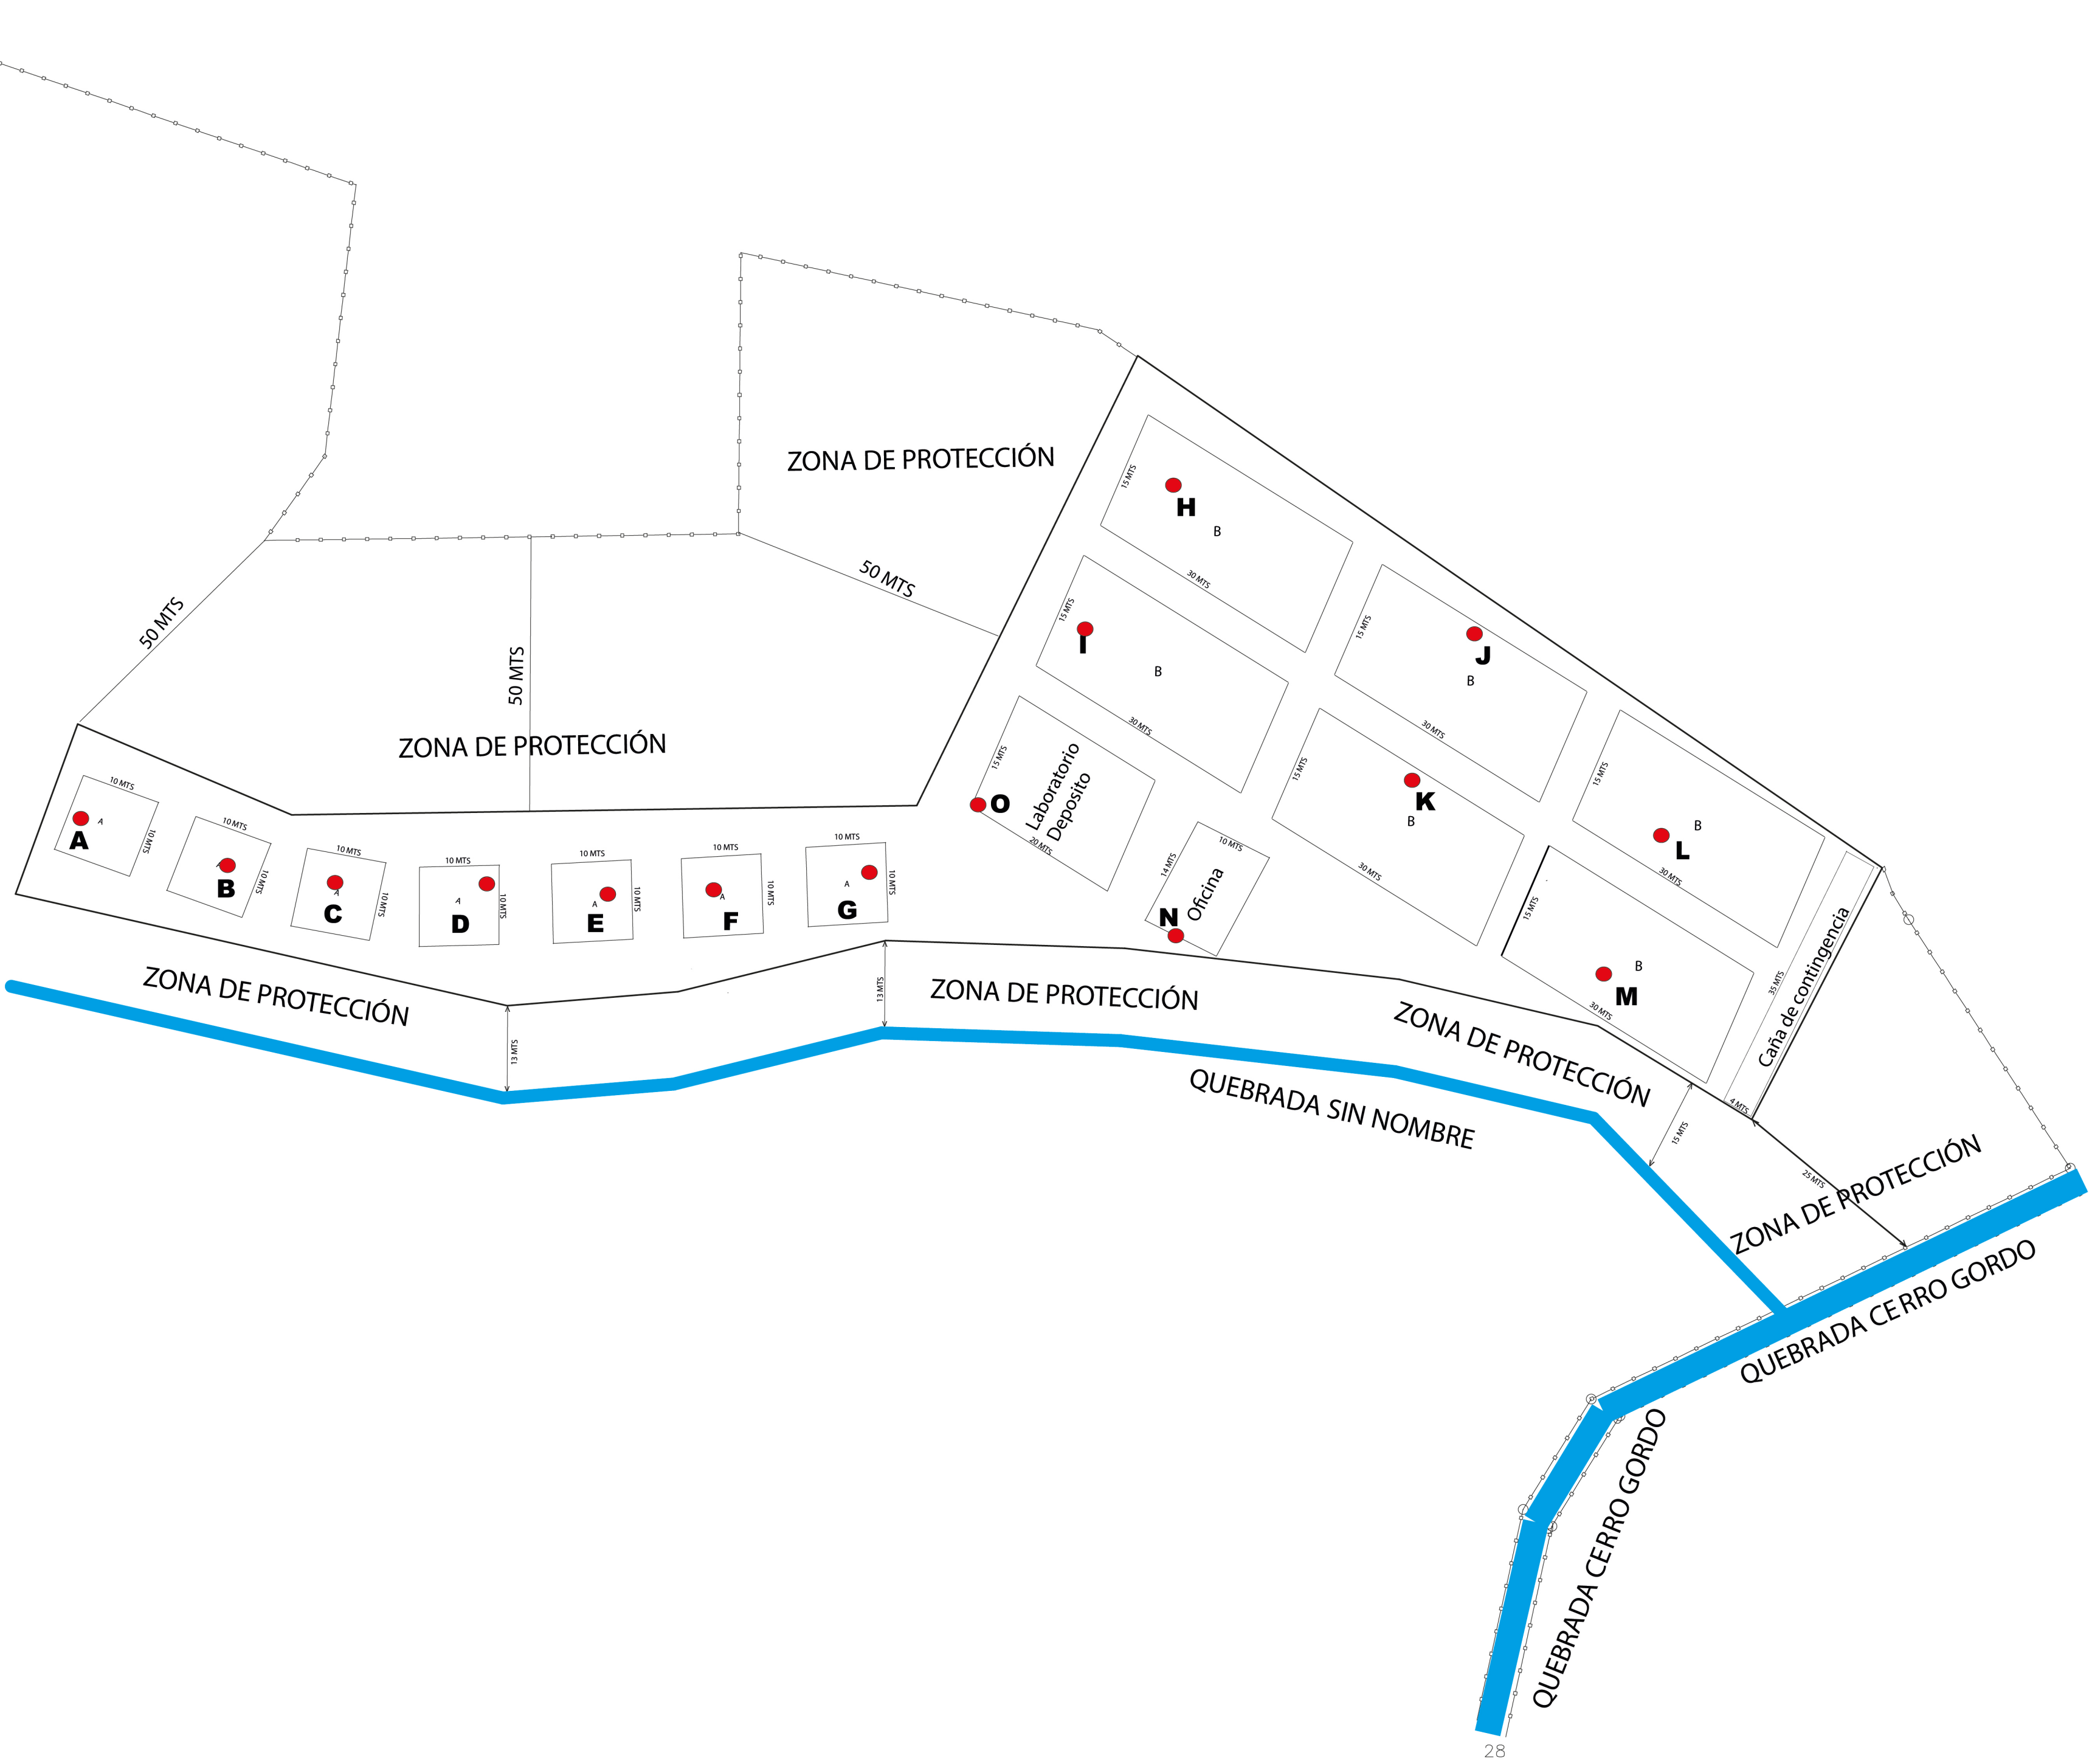 ZONA DE PROTECCIÓN
15 MTS
H
B
30 MTS
50 MTS
50 MTS
15 MTS
I
B
30 MTS
15 MTS
J
B
30 MTS
50 MTS
ZONA DE PROTECCIÓN
15 MTS
Laboratorio
Deposito
O
20 MTS
15 MTS
K
B
30 MTS
15 MTS
B
L
30 MTS
10 MTS
A
A
10 MTS
10 MTS
A
B
10 MTS
10 MTS
A
C
10 MTS
10 MTS
A
D
10 MTS
10 MTS
A
E
10 MTS
10 MTS
A
F
10 MTS
10 MTS
A
G
10 MTS
10 MTS
14 MTS
Oficina
N
15 MTS
B
M
30 MTS
35 MTS
Caña de contingencia
4 MTS
ZONA DE PROTECCIÓN
13 MTS
13 MTS
ZONA DE PROTECCIÓN
ZONA DE PROTECCIÓN
QUEBRADA SIN NOMBRE
15 MTS
25 MTS
ZONA DE PROTECCIÓN
QUEBRADA CERRO GORDO
QUEBRADA CERRO GORDO
28